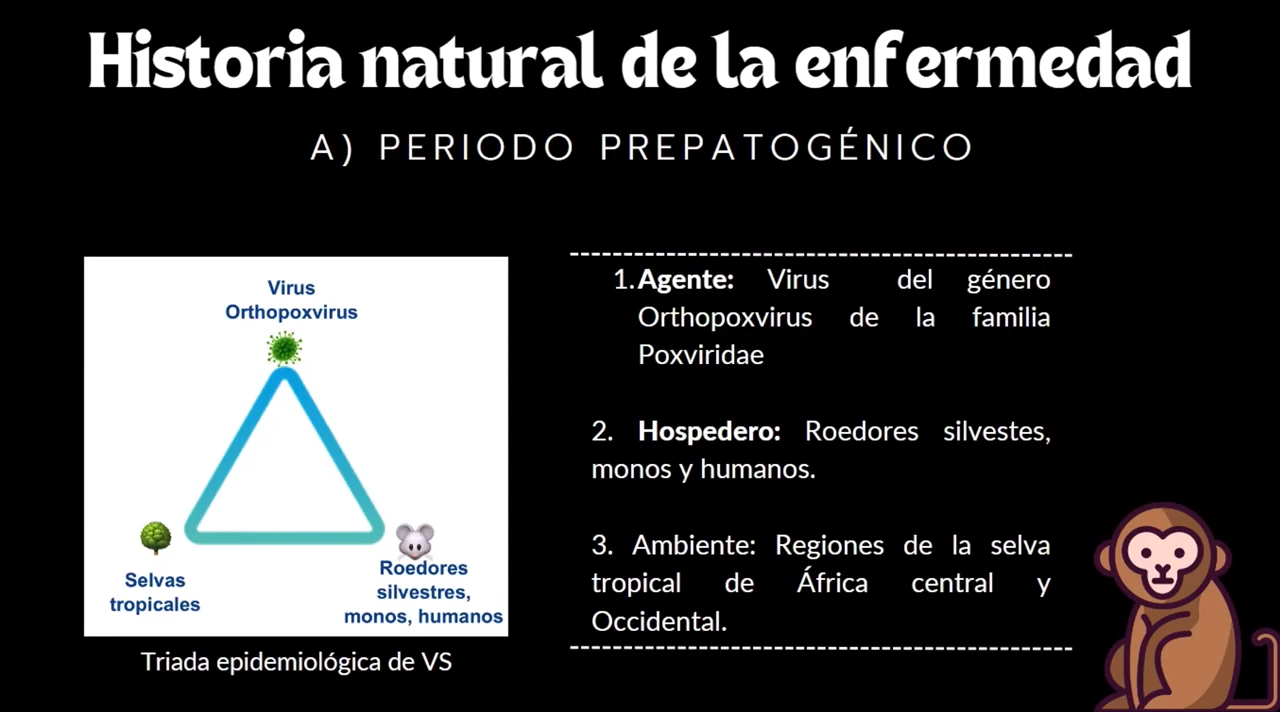 Historia natural de la enfermedad
A) PERIODO PREPATOGÉNICO
Virus
Orthopoxvirus
Selvas
tropicales
Roedores
silvestres,
monos, humanos
Triada epidemiológica de VS
1. Agente: Virus del género
Orthopoxvirus de la familia
Poxviridae
2. Hospedero: Roedores silvestes,
monos y humanos.
3. Ambiente: Regiones de la selva
tropical de África central y
Occidental.